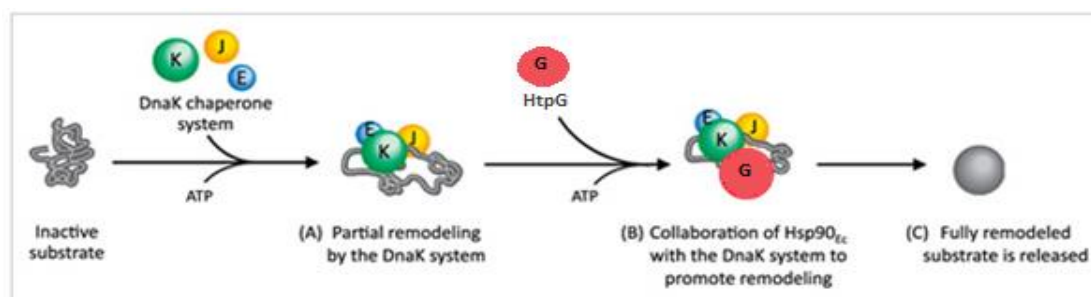 K
J
E
DnaK chaperone
system
ATP
G
HtpG
ATP
E
K
J
E
K
J
G
Inactive
substrate
(A) Partial remodeling
by the DnaK system
(B) Collaboration of Hsp90Ec
with the DnaK system to
promote remodeling
(C) Fully remodeled
substrate is released